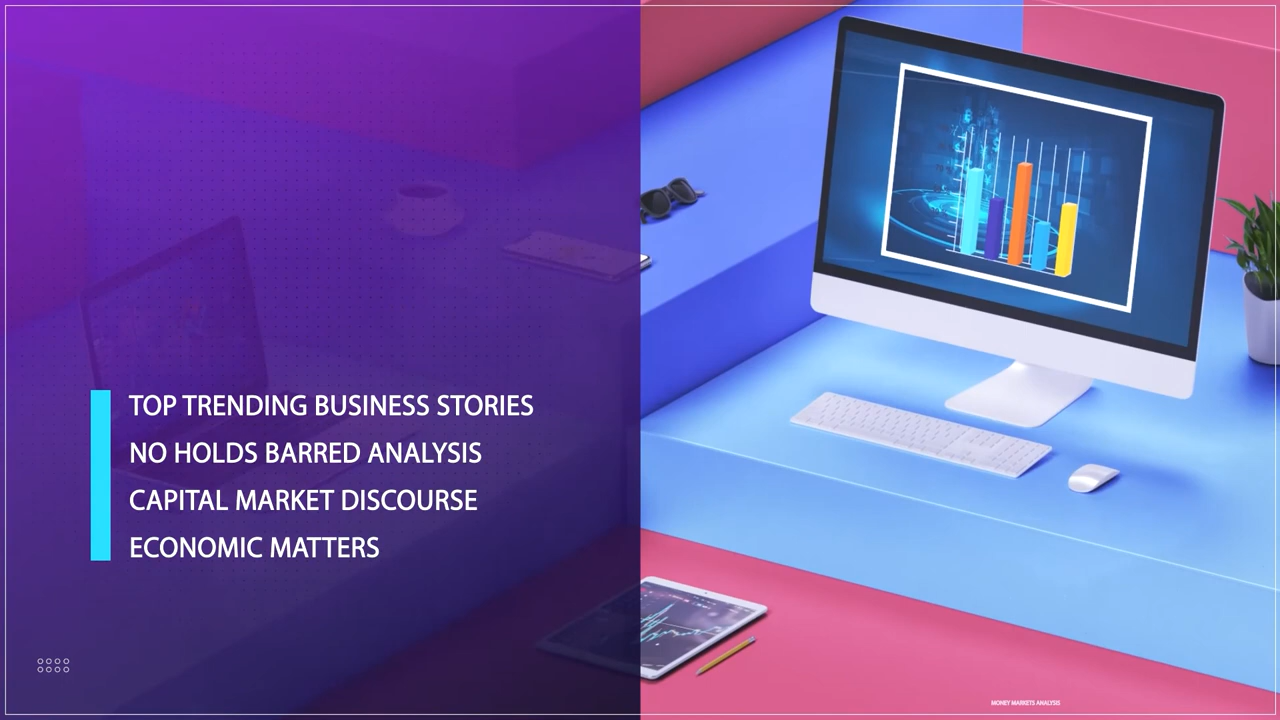 TOP TRENDING BUSINESS STORIES
NO HOLDS BARRED ANALYSIS
CAPITAL MARKET DISCOURSE
ECONOMIC MATTERS
MONEY MARKETS ANALYSIS